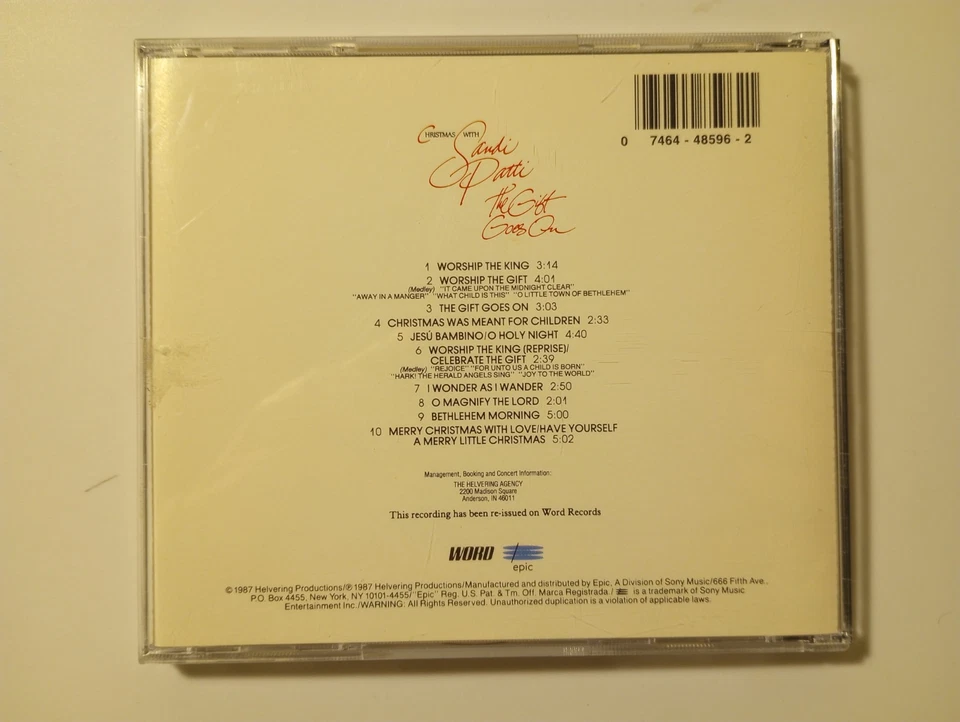 0 7464 - 48596 - 2
CHRISTMAS WITH
Sandi
Patti
The Gift
Goes On
1 WORSHIP THE KING 3:14
2 WORSHIP THE GIFT 4:01
(Medley) "IT CAME UPON THE MIDNIGHT CLEAR"
"AWAY IN A MANGER" "WHAT CHILD IS THIS" "O LITTLE TOWN OF BETHLEHEM"
3 THE GIFT GOES ON 3:03
4 CHRISTMAS WAS MEANT FOR CHILDREN 2:33
5 JESÚ BAMBINO/O HOLY NIGHT 4:40
6 WORSHIP THE KING (REPRISE)/
CELEBRATE THE GIFT 2:39
(Medley) "REJOICE" "FOR UNTO US A CHILD IS BORN"
"HARK! THE HERALD ANGELS SING" "JOY TO THE WORLD"
7 I WONDER AS I WANDER 2:50
8 O MAGNIFY THE LORD 2:01
9 BETHLEHEM MORNING 5:00
10 MERRY CHRISTMAS WITH LOVE/HAVE YOURSELF
A MERRY LITTLE CHRISTMAS 5:02
Management, Booking and Concert Information:
THE HELVERING AGENCY
2200 Madison Square
Anderson, IN 46011
This recording has been re-issued on Word Records
WORD
epic
© 1987 Helvering Productions/℗ 1987 Helvering Productions/Manufactured and distributed by Epic, A Division of Sony Music/666 Fifth Ave.,
P.O. Box 4455, New York, NY 10101-4455/"Epic" Reg. U.S. Pat. & Tm. Off. Marca Registrada./ is a trademark of Sony Music
Entertainment Inc./WARNING: All Rights Reserved. Unauthorized duplication is a violation of applicable laws.